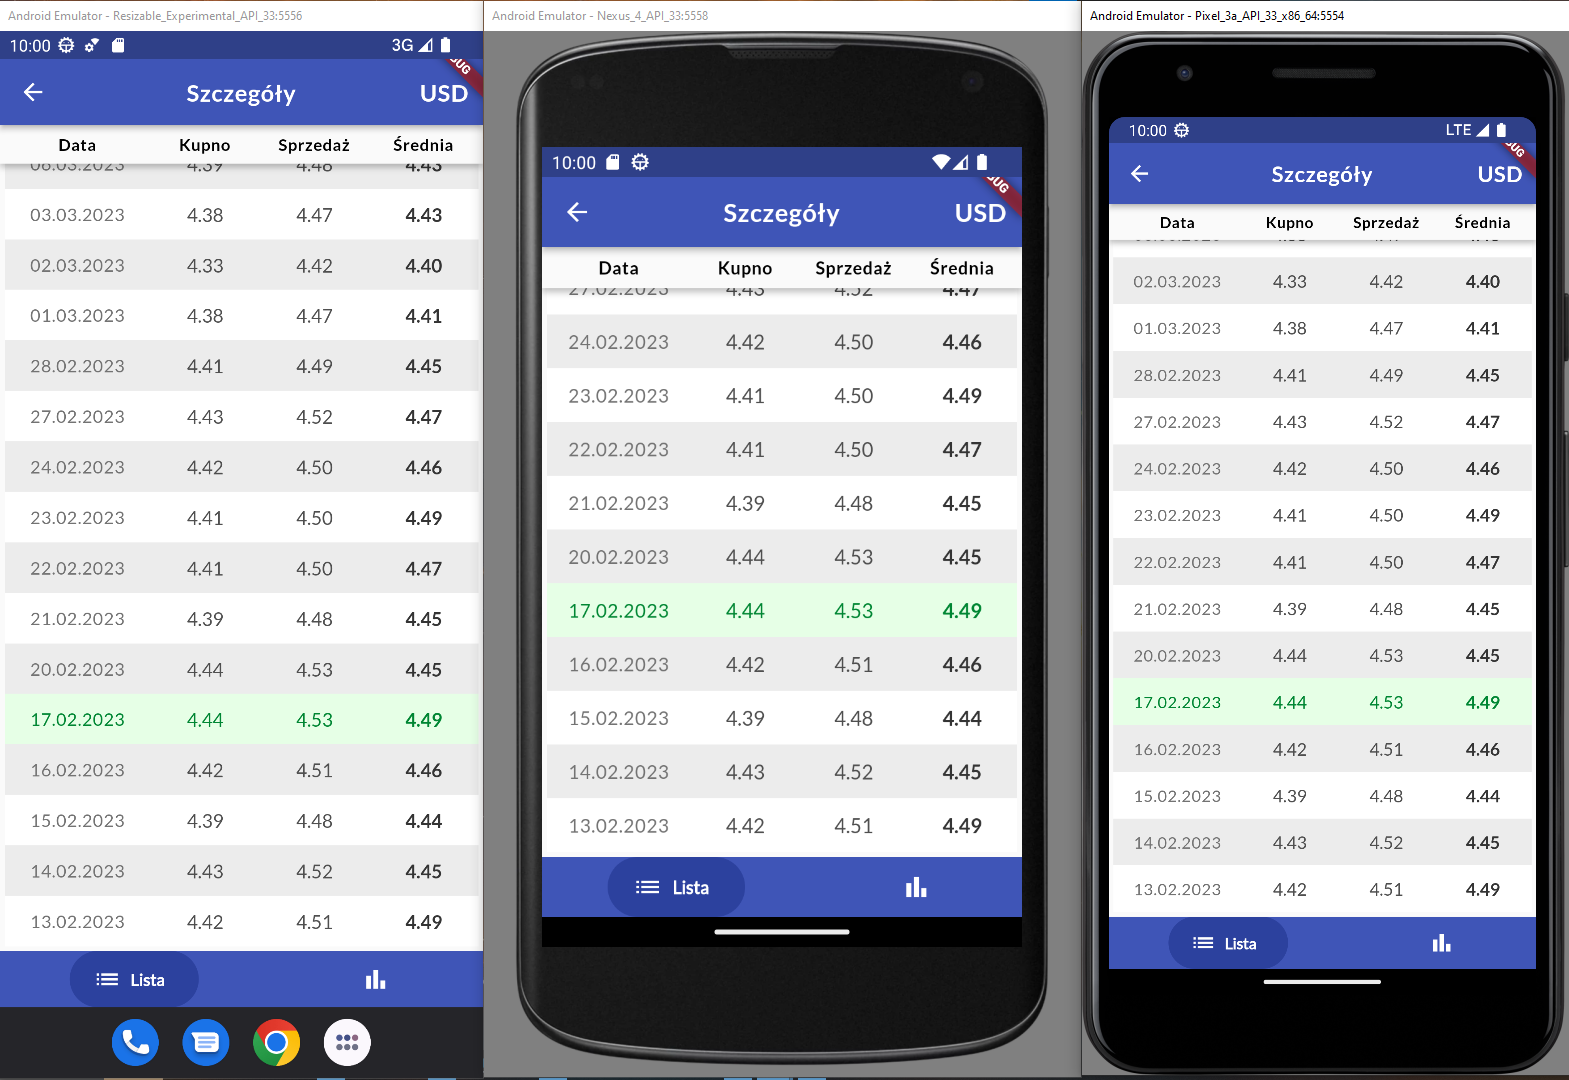 Android Emulator - Resizable_Experimental_API_33:5556
10:00 3G
Szczegóły USD
Data Kupno Sprzedaż Średnia
06.03.2023 4.39 4.48 4.43
03.03.2023 4.38 4.47 4.43
02.03.2023 4.33 4.42 4.40
01.03.2023 4.38 4.47 4.41
28.02.2023 4.41 4.49 4.45
27.02.2023 4.43 4.52 4.47
24.02.2023 4.42 4.50 4.46
23.02.2023 4.41 4.50 4.49
22.02.2023 4.41 4.50 4.47
21.02.2023 4.39 4.48 4.45
20.02.2023 4.44 4.53 4.45
17.02.2023 4.44 4.53 4.49
16.02.2023 4.42 4.51 4.46
15.02.2023 4.39 4.48 4.44
14.02.2023 4.43 4.52 4.45
13.02.2023 4.42 4.51 4.49
Lista
Android Emulator - Nexus_4_API_33:5558
10:00
Szczegóły USD
Data Kupno Sprzedaż Średnia
27.02.2023 4.43 4.52 4.47
24.02.2023 4.42 4.50 4.46
23.02.2023 4.41 4.50 4.49
22.02.2023 4.41 4.50 4.47
21.02.2023 4.39 4.48 4.45
20.02.2023 4.44 4.53 4.45
17.02.2023 4.44 4.53 4.49
16.02.2023 4.42 4.51 4.46
15.02.2023 4.39 4.48 4.44
14.02.2023 4.43 4.52 4.45
13.02.2023 4.42 4.51 4.49
Lista
Android Emulator - Pixel_3a_API_33_x86_64:5554
10:00 LTE
Szczegóły USD
Data Kupno Sprzedaż Średnia
02.03.2023 4.33 4.42 4.40
01.03.2023 4.38 4.47 4.41
28.02.2023 4.41 4.49 4.45
27.02.2023 4.43 4.52 4.47
24.02.2023 4.42 4.50 4.46
23.02.2023 4.41 4.50 4.49
22.02.2023 4.41 4.50 4.47
21.02.2023 4.39 4.48 4.45
20.02.2023 4.44 4.53 4.45
17.02.2023 4.44 4.53 4.49
16.02.2023 4.42 4.51 4.46
15.02.2023 4.39 4.48 4.44
14.02.2023 4.43 4.52 4.45
13.02.2023 4.42 4.51 4.49
Lista